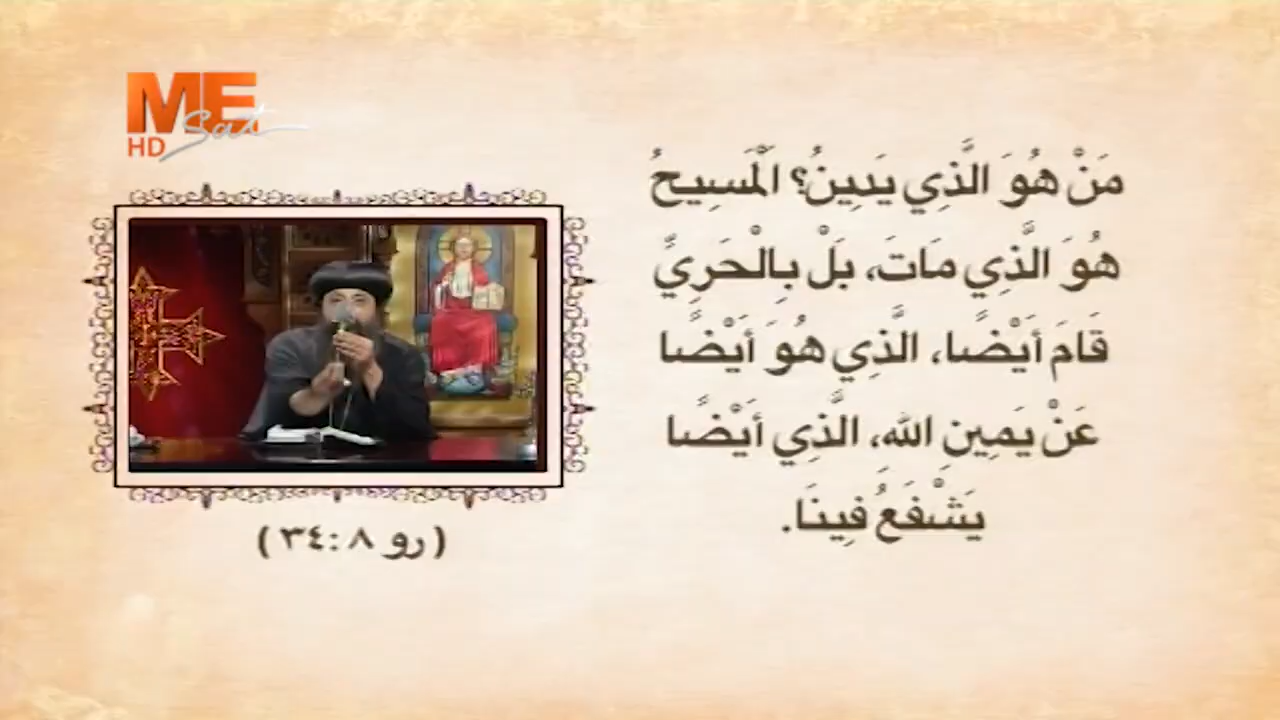 ME
Sat
HD
مَنْ هُوَ الَّذِي يَدِينُ؟ اَلْمَسِيحُ
هُوَ الَّذِي مَاتَ، بَلْ بِالْحَرِيِّ
قَامَ أَيْضًا، الَّذِي هُوَ أَيْضًا
عَنْ يَمِينِ الله، الَّذِي أَيْضًا
يَشْفَعُ فِينَا.
(رو ٨: ٣٤)